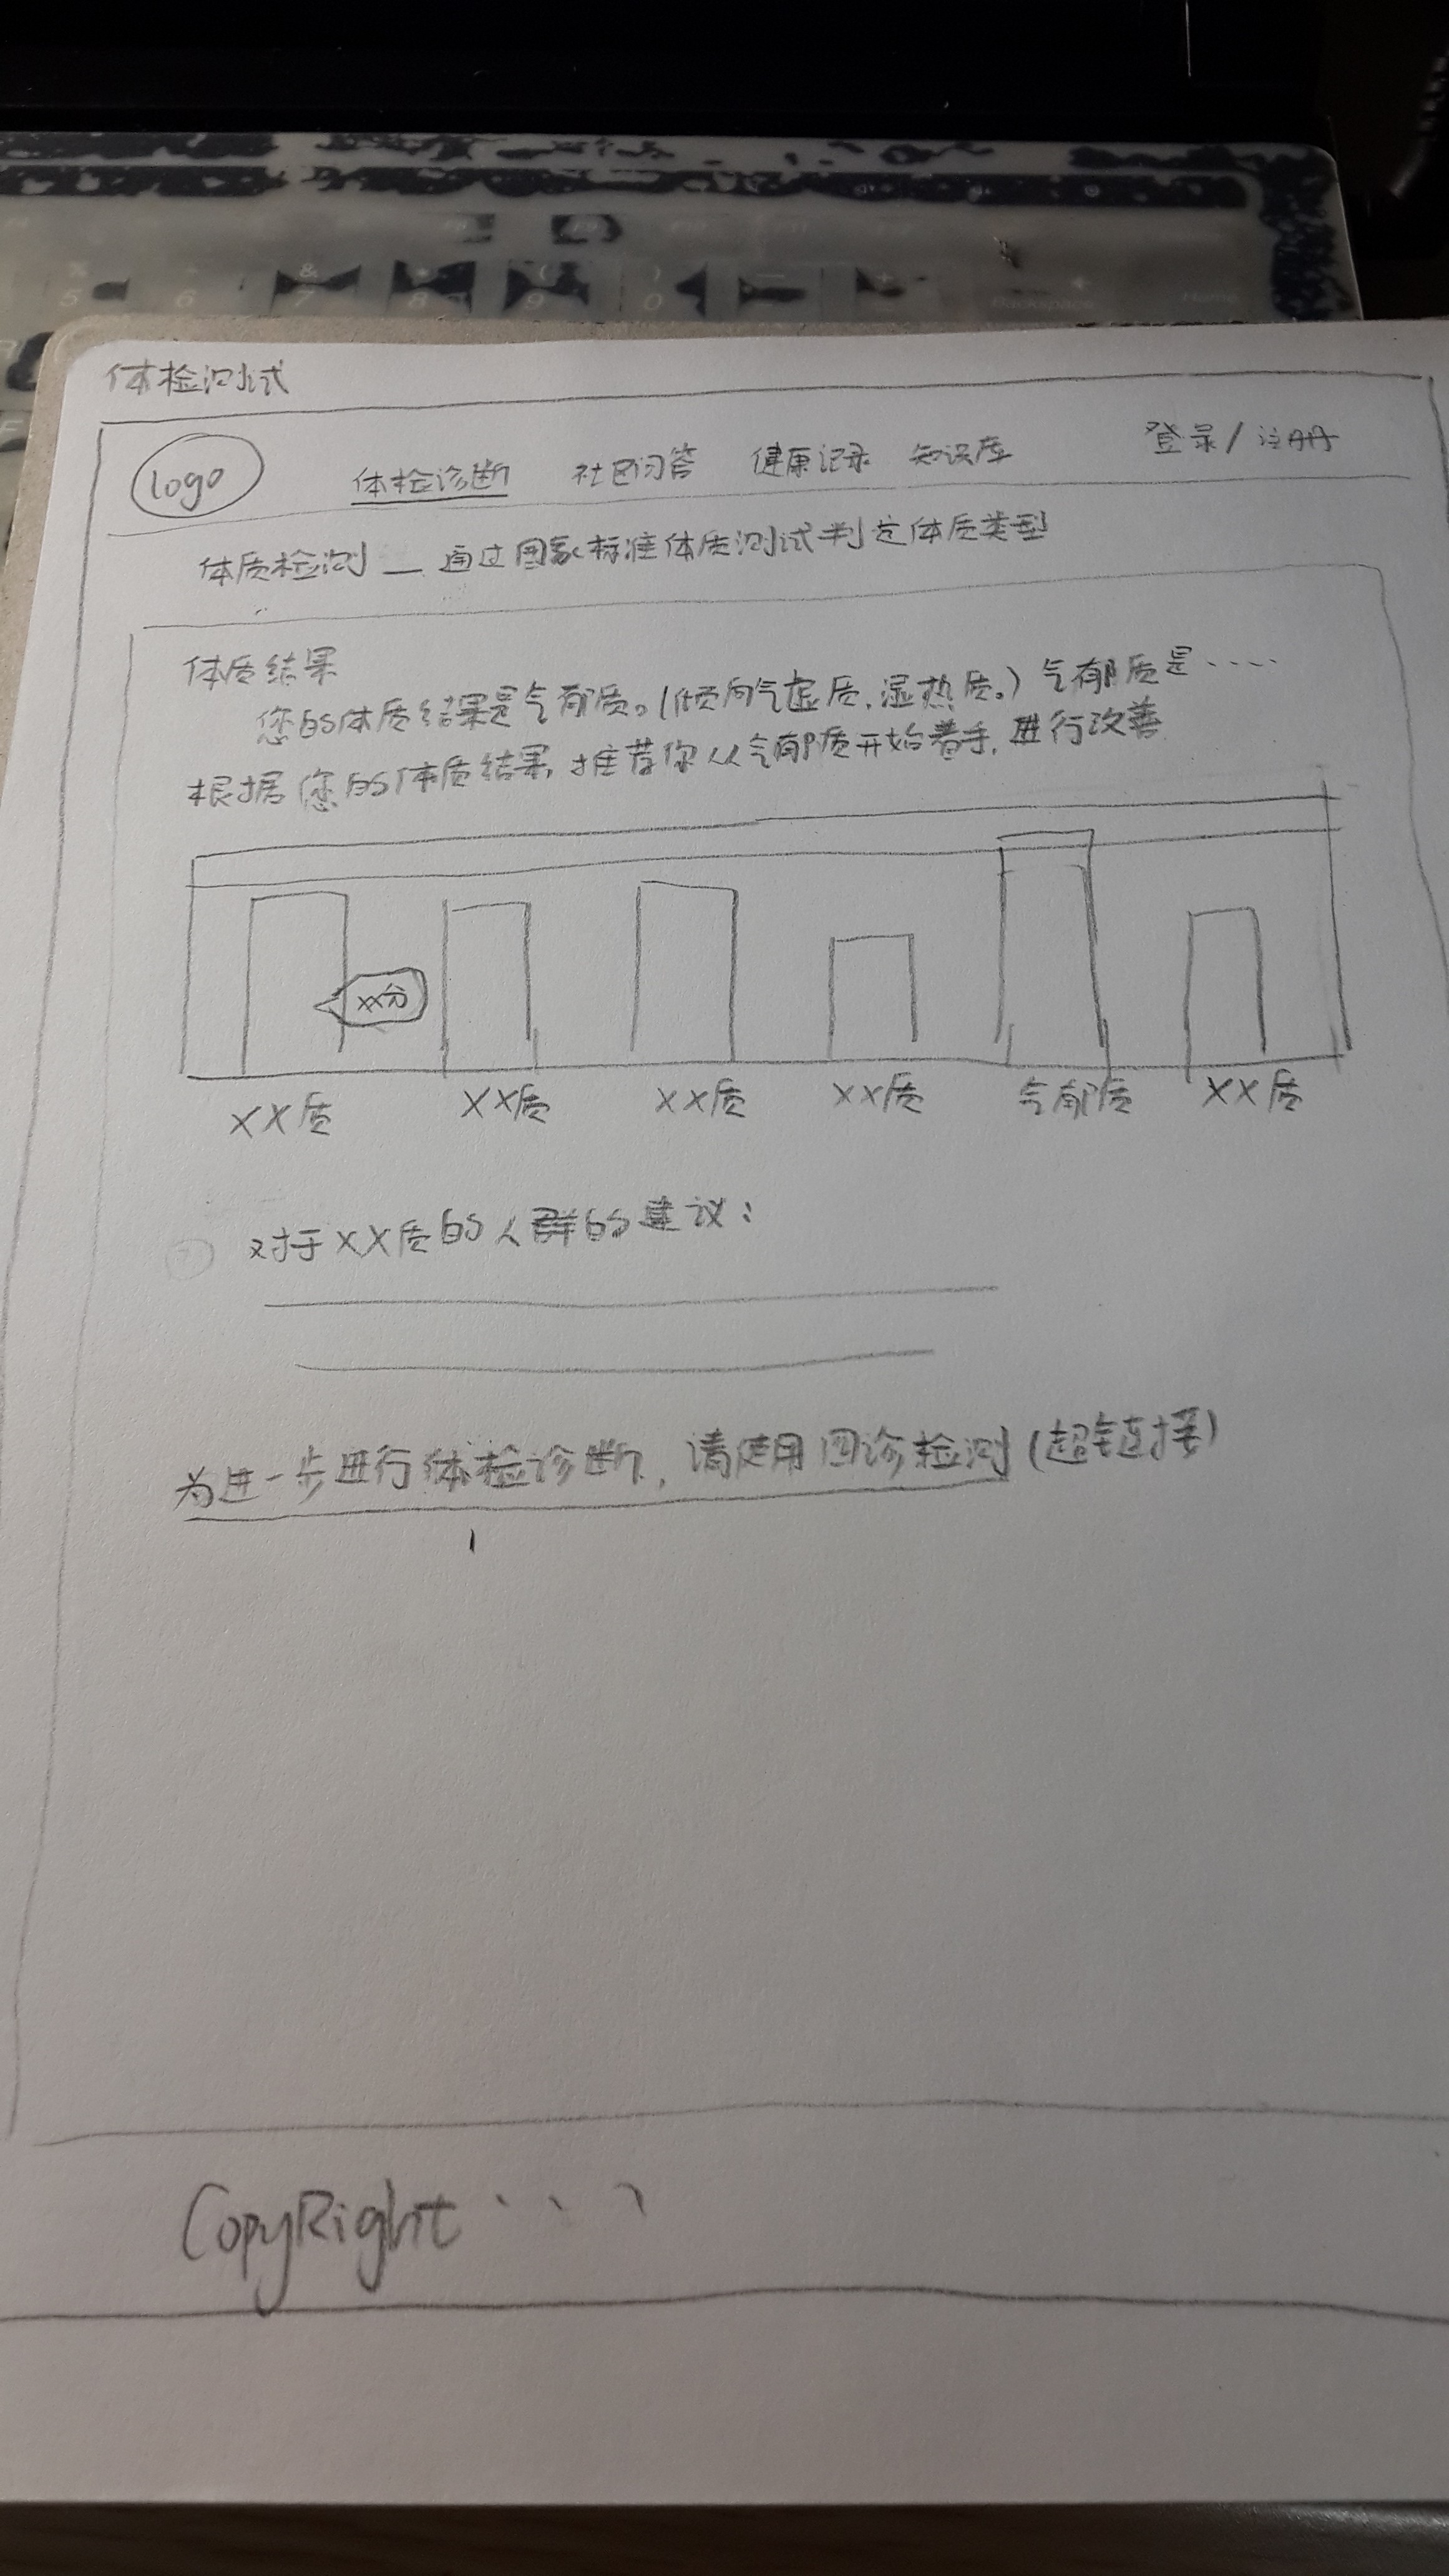 体检测试
logo 体检诊断 社区问答 健康记录 知识库 登录/注册
体质检测 — 通过国家标准体质测试判定体质类型
体质结果
您的体质结果是气郁质。(倾向气虚质,湿热质。) 气郁质是.....
根据您的体质结果,推荐你从气郁质开始着手,进行改善
xx分
XX质 XX质 XX质 XX质 气郁质 XX质
对于XX质的人群的建议:
为进一步进行体检诊断,请使用图诊检测(超链接)
CopyRight ...